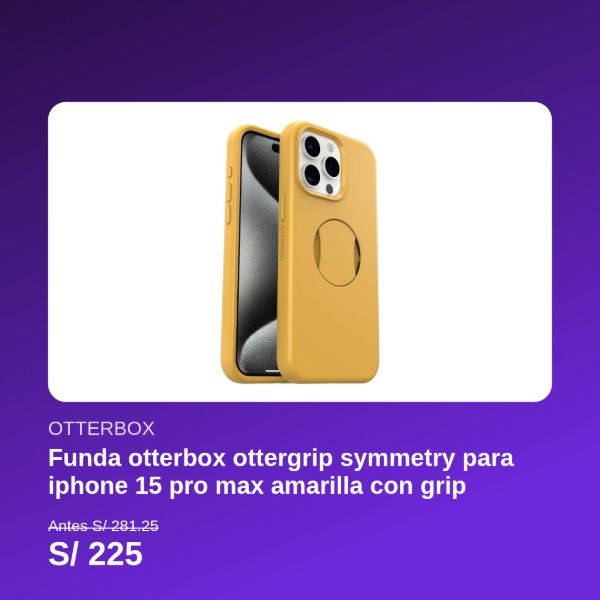 OTTERBOX
Funda otterbox ottergrip symmetry para
iphone 15 pro max amarilla con grip
Antes S/ 281.25
S/ 225